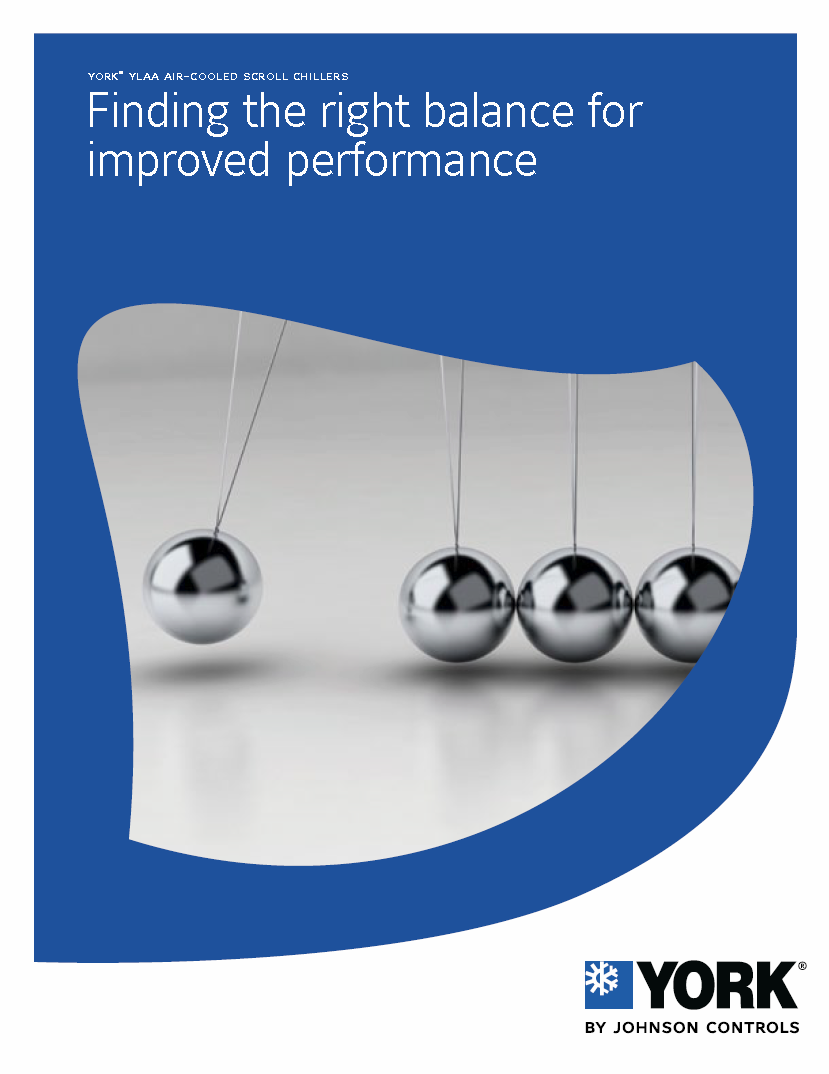 YORK® YLAA AIR-COOLED SCROLL CHILLERS
Finding the right balance for
improved performance
YORK®
BY JOHNSON CONTROLS